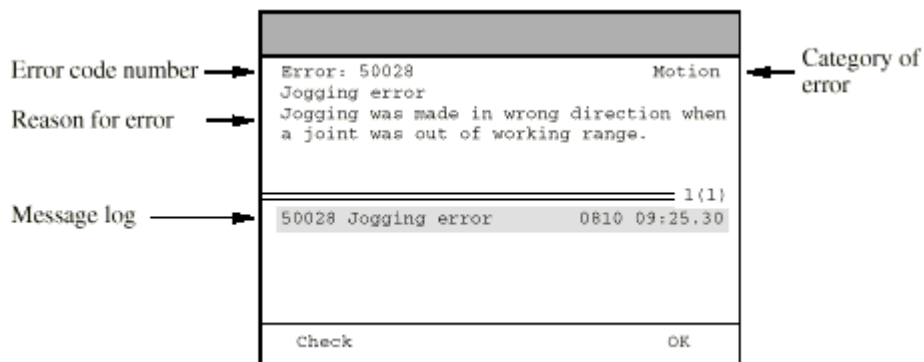 Error code number
Error: 50028
Motion
Category of
error
Jogging error
Reason for error
Jogging was made in wrong direction when
a joint was out of working range.
1(1)
Message log
50028 Jogging error 0810 09:25.30
Check OK